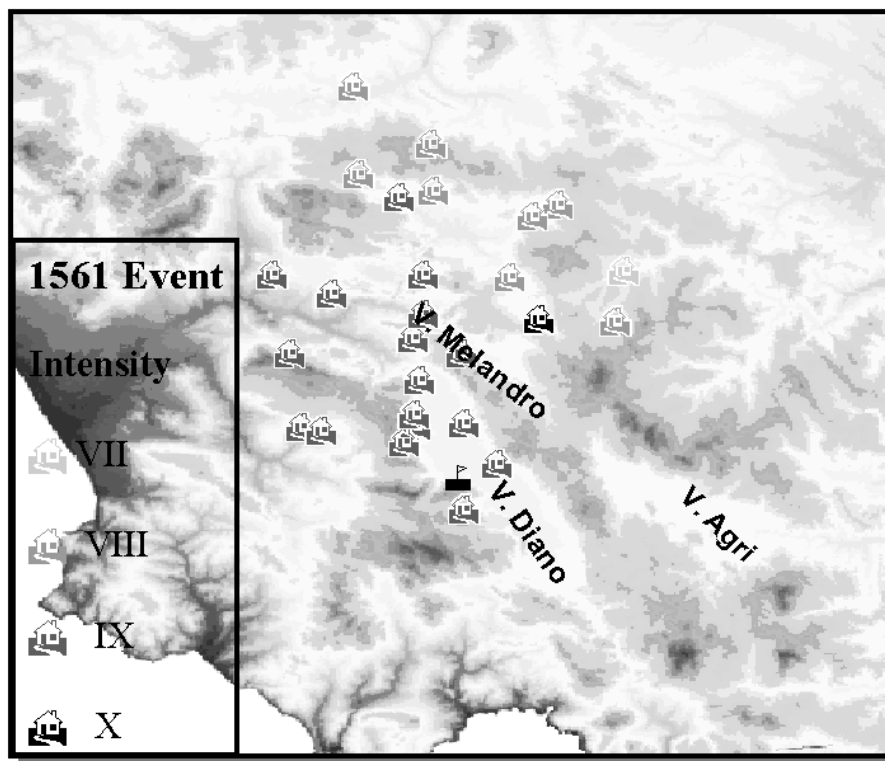 1561 Event
Intensity
VII
VIII
IX
X
V. Melandro
V. Diano
V. Agri